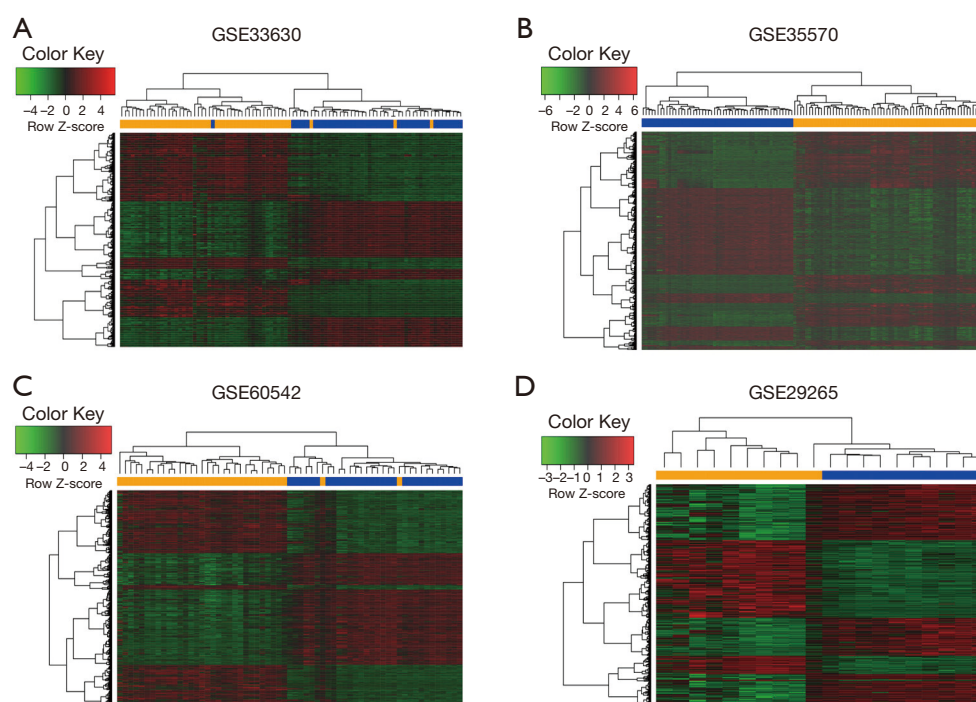 A
GSE33630
Color Key
−4 −2 0 2 4
Row Z-score
B
GSE35570
Color Key
−6 −2 0 2 4 6
Row Z-score
C
GSE60542
Color Key
−4 −2 0 2 4
Row Z-score
D
GSE29265
Color Key
−3−2−1 0 1 2 3
Row Z-score